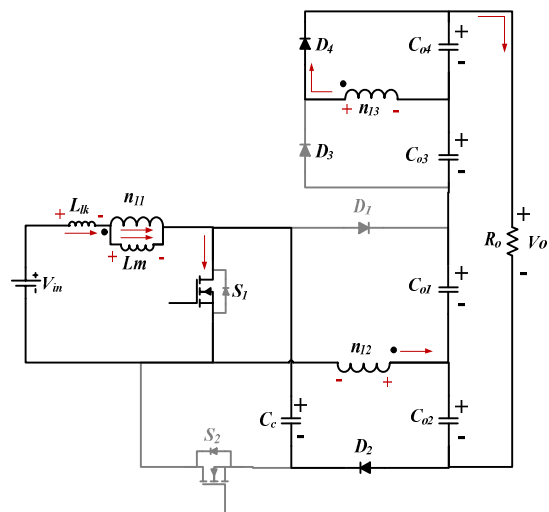 D4
Co4
+
-
+
-
n13
D3
Co3
+
-
Llk
+
-
n11
D1
+
-
Lm
Vin
+
-
S1
Co1
+
-
Ro
+
Vo
-
n12
-
+
Cc
+
-
Co2
+
-
S2
D2